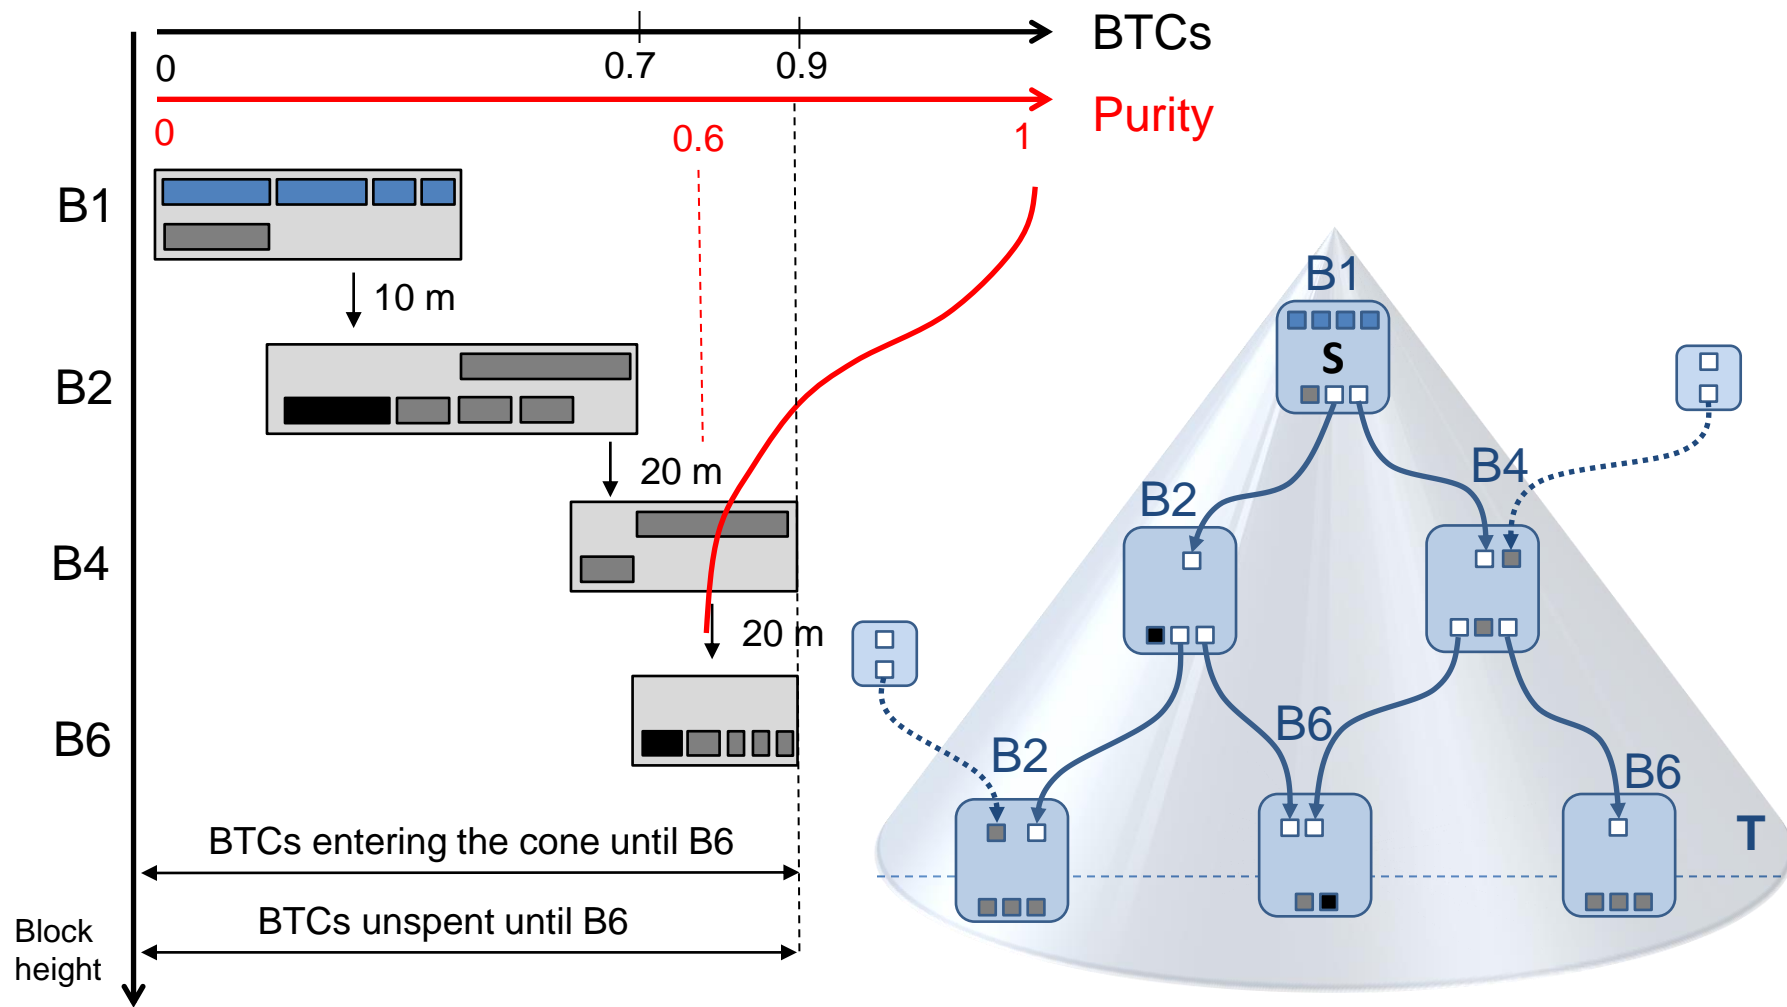 BTCs
0
0.7
0.9
Purity
0
0.6
1
B1
10 m
B2
20 m
B4
20 m
B6
BTCs entering the cone until B6
BTCs unspent until B6
Block
height
B1
S
B4
B2
B6
B2
B6
T